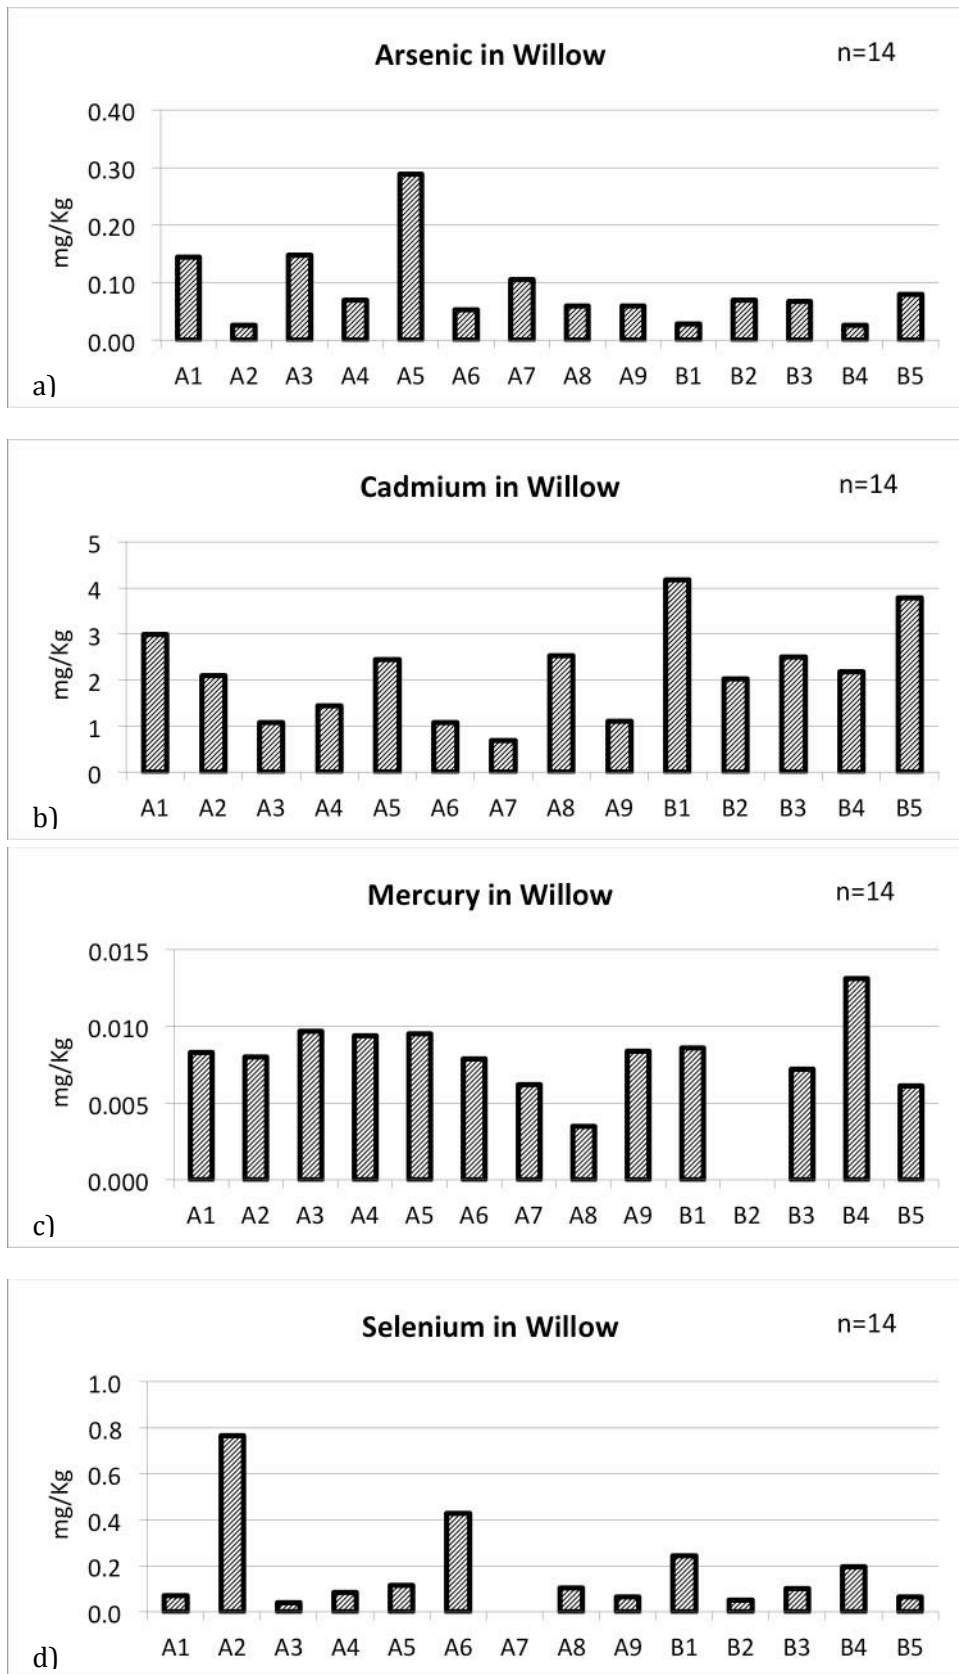 Arsenic in Willow n=14
0.40
0.30
0.20
0.10
0.00
mg/Kg
A1 A2 A3 A4 A5 A6 A7 A8 A9 B1 B2 B3 B4 B5
a)
Cadmium in Willow n=14
5
4
3
2
1
0
mg/Kg
A1 A2 A3 A4 A5 A6 A7 A8 A9 B1 B2 B3 B4 B5
b)
Mercury in Willow n=14
0.015
0.010
0.005
0.000
mg/Kg
A1 A2 A3 A4 A5 A6 A7 A8 A9 B1 B2 B3 B4 B5
c)
Selenium in Willow n=14
1.0
0.8
0.6
0.4
0.2
0.0
mg/Kg
A1 A2 A3 A4 A5 A6 A7 A8 A9 B1 B2 B3 B4 B5
d)